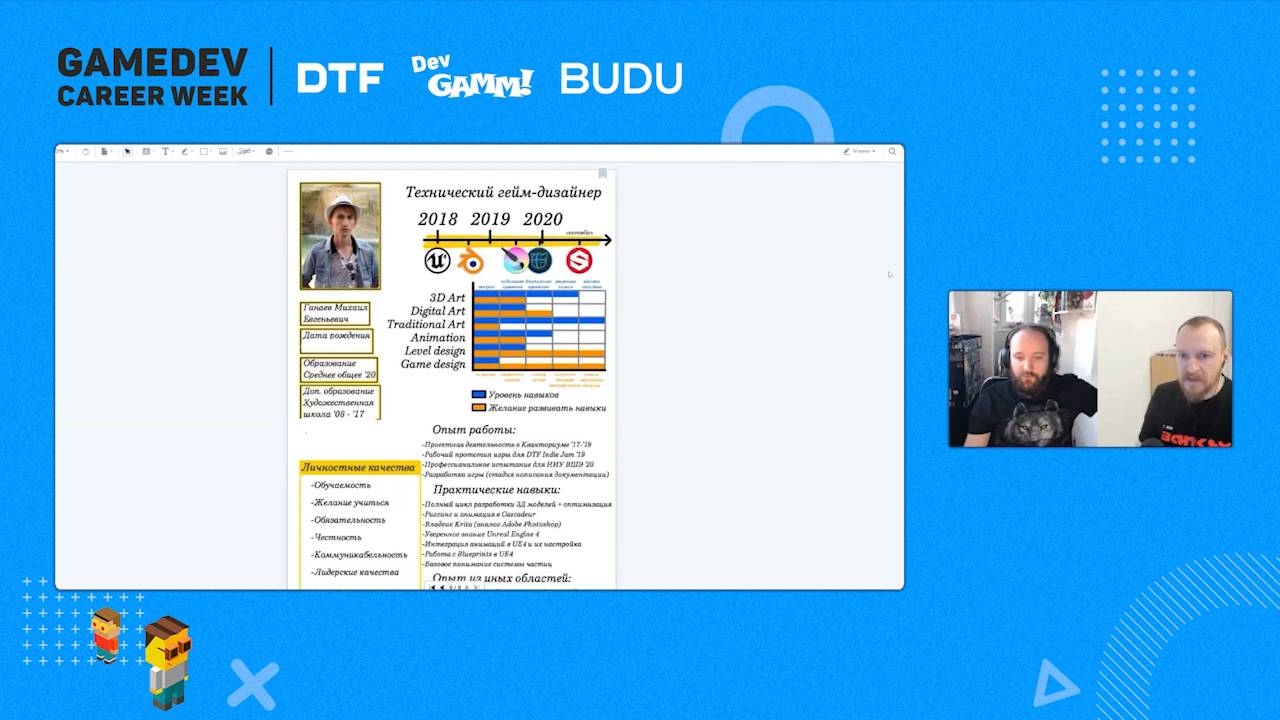 GAMEDEV
CAREER WEEK
DTF
Dev
GAMM!
BUDU
Viewer
Технический гейм-дизайнер
2018 2019 2020
сентябрь
Ганаев Михаил
Евгеньевич
Дата рождения
Образование
Среднее общее '20
Доп. образование
Художественная
школа '08 - '17
3D Art
Digital Art
Traditional Art
Animation
Level design
Game design
Уровень навыков
Желание развивать навыки
Опыт работы:
-Проектная деятельность в Кванториуме '17-'19
-Рабочий прототип игры для DTF Indie Jam '19
-Профессиональное испытание для НИУ ВШЭ '20
-Разработка игры (стадия написания документации)
Личностные качества
-Обучаемость
-Желание учиться
-Обязательность
-Честность
-Коммуникабельность
-Лидерские качества
Практические навыки:
-Полный цикл разработки 3Д моделей + оптимизация
-Риггинг и анимация в Cascadeur
-Владеие Krita (аналог Adobe Photoshop)
-Уверенное знание Unreal Engine 4
-Интеграция анимаций в UE4 и их настройка
-Работа с Blueprints в UE4
-Базовое понимание системы частиц
Опыт из иных областей:
I AM
BANKSY